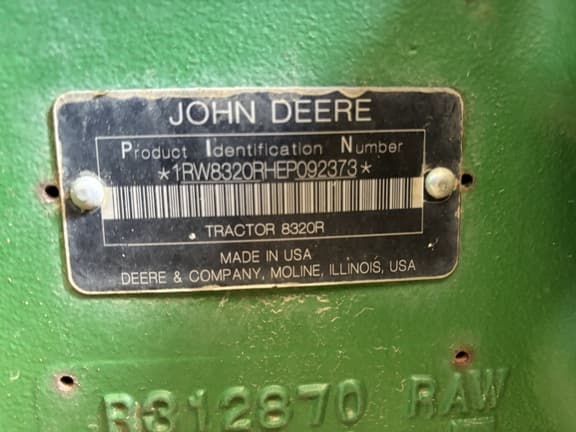 JOHN DEERE
Product Identification Number
*1RW8320RHEP092373*
TRACTOR 8320R
MADE IN USA
DEERE & COMPANY, MOLINE, ILLINOIS, USA
R312870 RAW